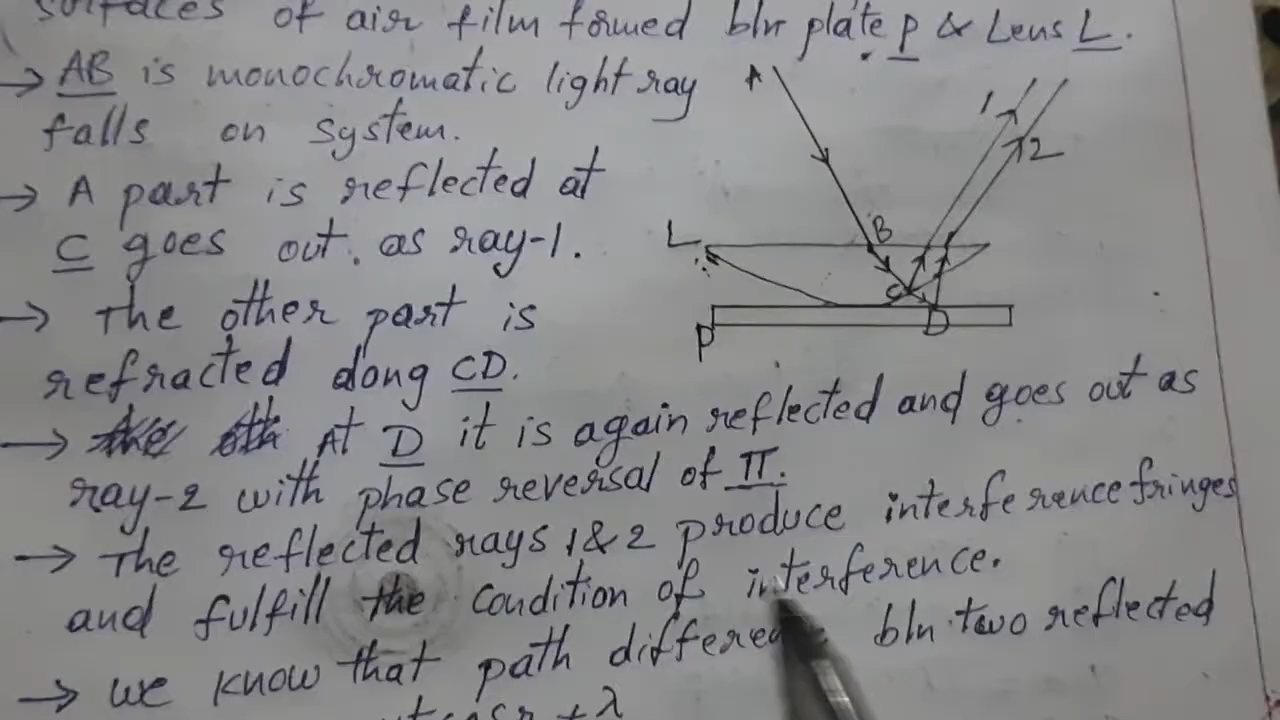 surfaces of air film formed bln plate P & Lens L.
→ AB is monochromatic light ray
falls on system.
→ A part is reflected at
C goes out. as ray-1.
→ The other part is
refracted along CD.
→ At D it is again reflected and goes out as
ray-2 with phase reversal of π.
→ The reflected rays 1 & 2 produce interference fringes
and fulfill the condition of interference.
→ we know that path bln two reflected
+ λ
A
1
2
B
L
C
D
P